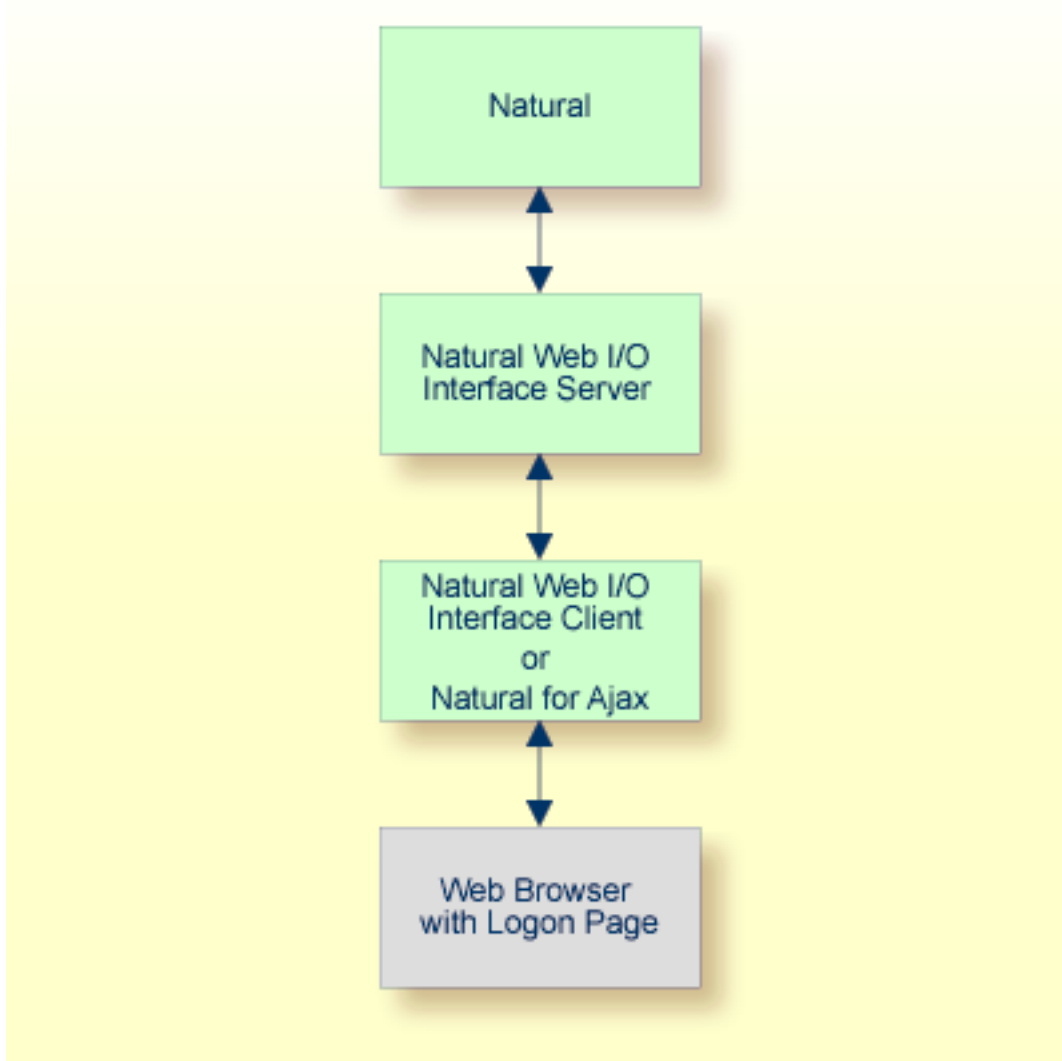 Natural
Natural Web I/O
Interface Server
Natural Web I/O
Interface Client
or
Natural for Ajax
Web Browser
with Logon Page